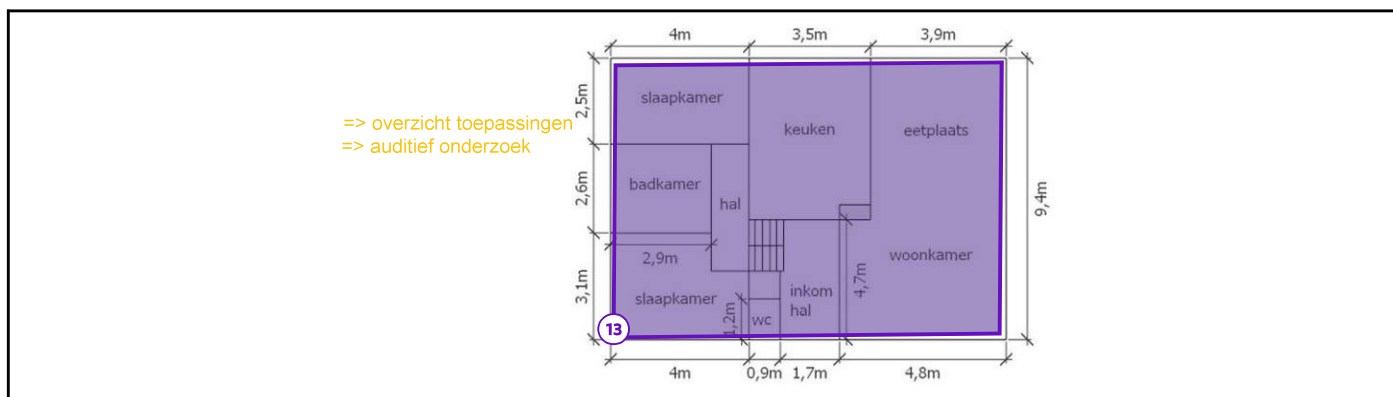 4m 3,5m 3,9m
2,5m
slaapkamer
keuken
eetplaats
=> overzicht toepassingen
=> auditief onderzoek
2,6m
badkamer
hal
9,4m
2,9m
woonkamer
4,7m
3,1m
slaapkamer
1,2m
wc
inkom
hal
13
4m 0,9m 1,7m 4,8m